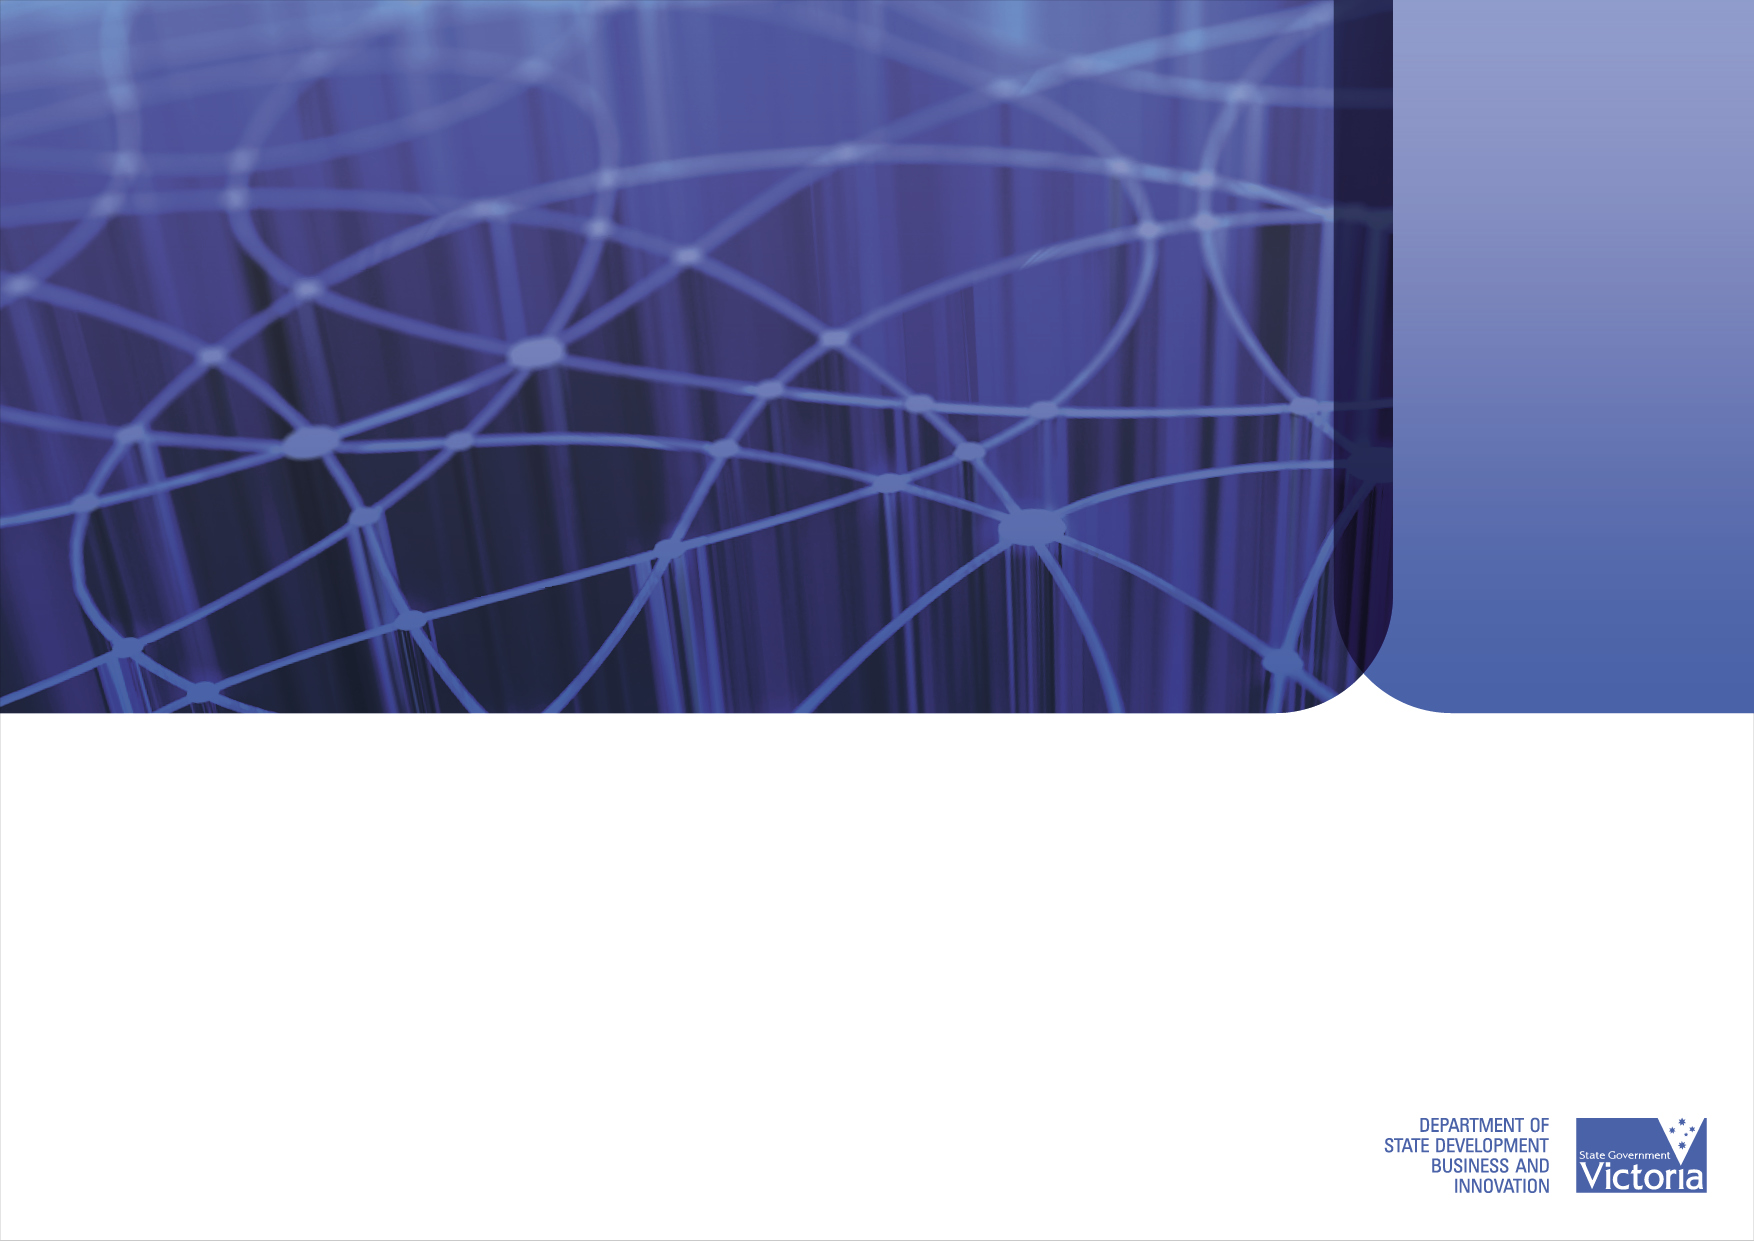 DEPARTMENT OF
STATE DEVELOPMENT
BUSINESS AND
INNOVATION
State Government
Victoria